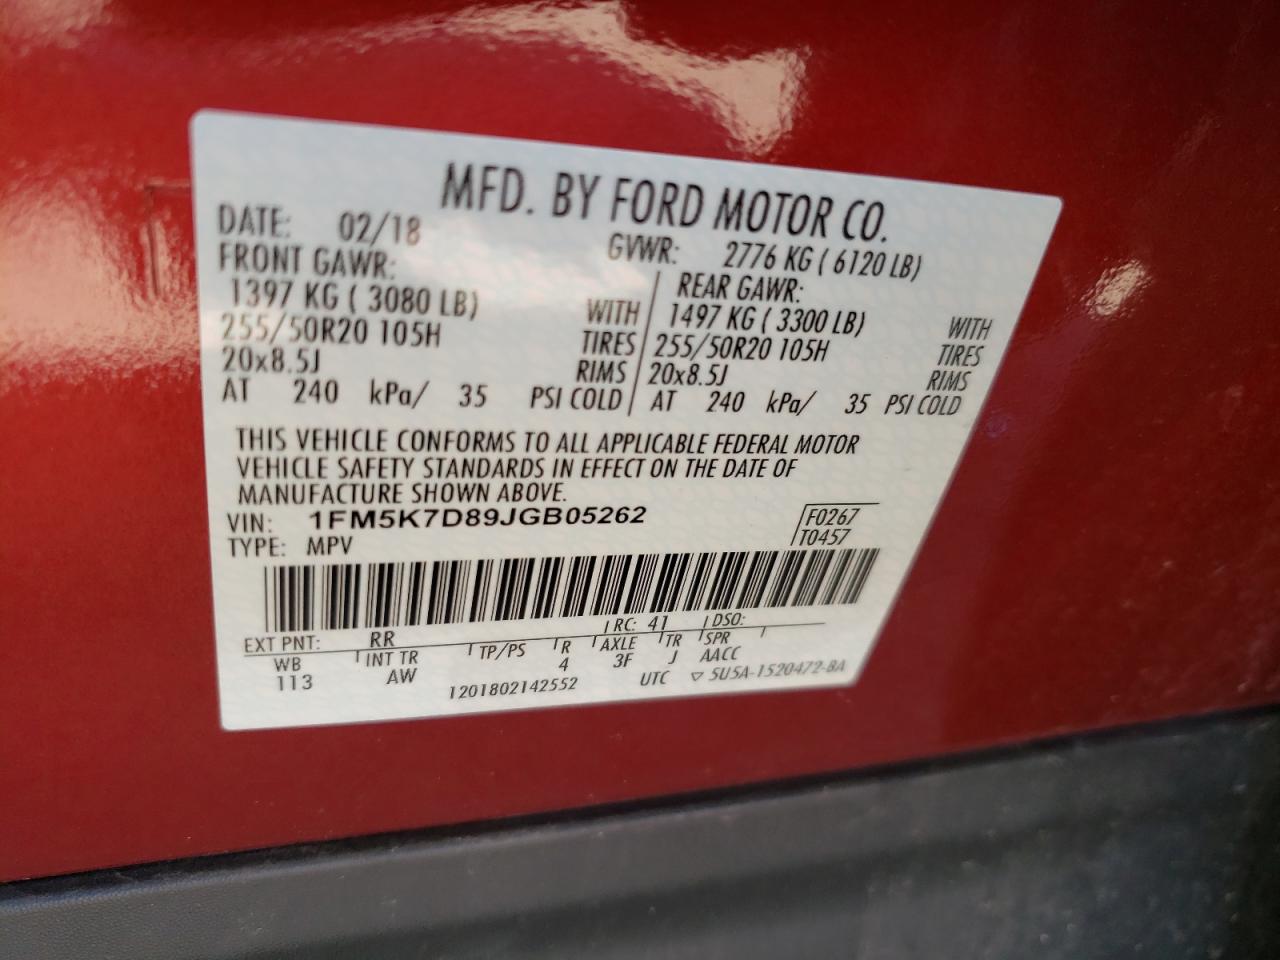 MFD. BY FORD MOTOR CO.
DATE: 02/18 GVWR: 2776 KG ( 6120 LB)
FRONT GAWR: REAR GAWR:
1397 KG ( 3080 LB) WITH 1497 KG ( 3300 LB) WITH
255/50R20 105H TIRES 255/50R20 105H TIRES
20x8.5J RIMS 20x8.5J RIMS
AT 240 kPa/ 35 PSI COLD AT 240 kPa/ 35 PSI COLD
THIS VEHICLE CONFORMS TO ALL APPLICABLE FEDERAL MOTOR
VEHICLE SAFETY STANDARDS IN EFFECT ON THE DATE OF
MANUFACTURE SHOWN ABOVE.
VIN: 1FM5K7D89JGB05262 F0267
TYPE: MPV T0457
EXT PNT: RR RC: 41 DSO:
WB INT TR TP/PS R AXLE TR SPR
113 AW 4 3F J AACC
1201802142552 UTC ▽ 5U5A-1520472-BA